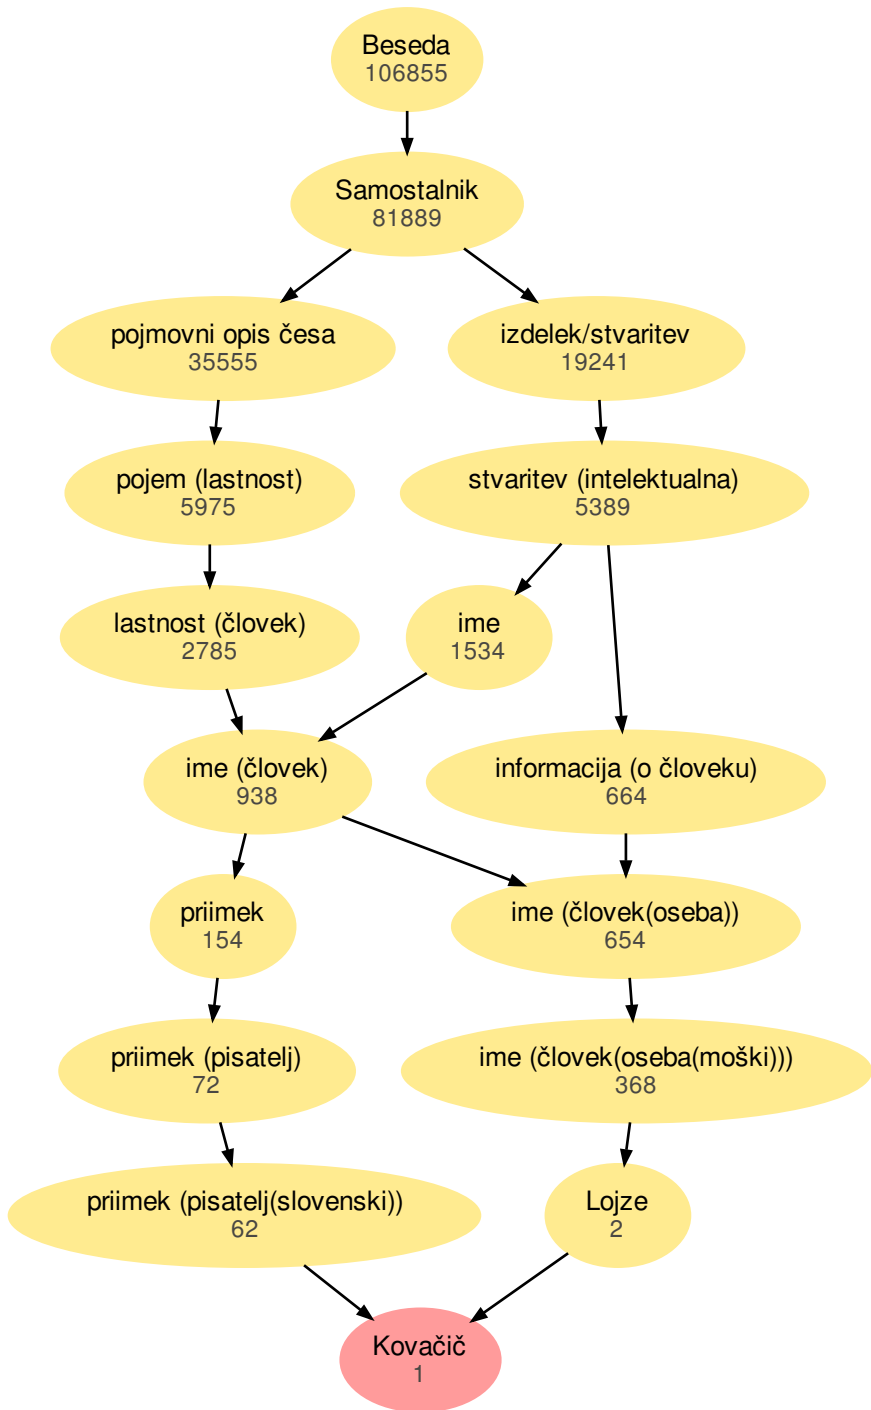 Beseda
106855
Samostalnik
81889
pojmovni opis česa
35555
izdelek/stvaritev
19241
pojem (lastnost)
5975
stvaritev (intelektualna)
5389
lastnost (človek)
2785
ime
1534
ime (človek)
938
informacija (o človeku)
664
priimek
154
ime (človek(oseba))
654
priimek (pisatelj)
72
ime (človek(oseba(moški)))
368
priimek (pisatelj(slovenski))
62
Lojze
2
Kovačič
1